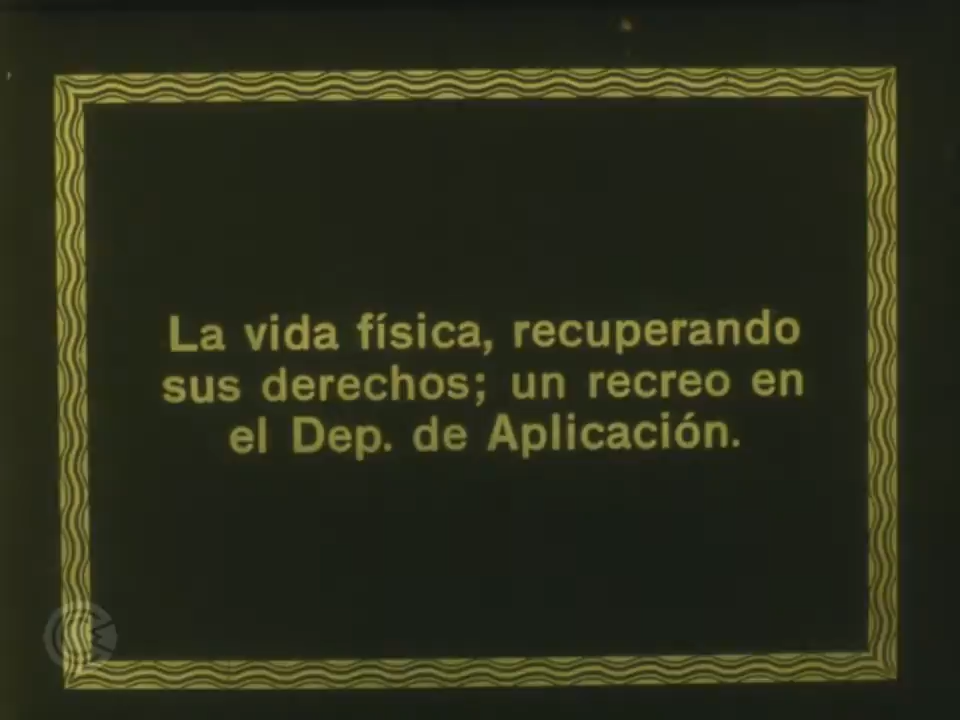 La vida física, recuperando
sus derechos; un recreo en
el Dep. de Aplicación.